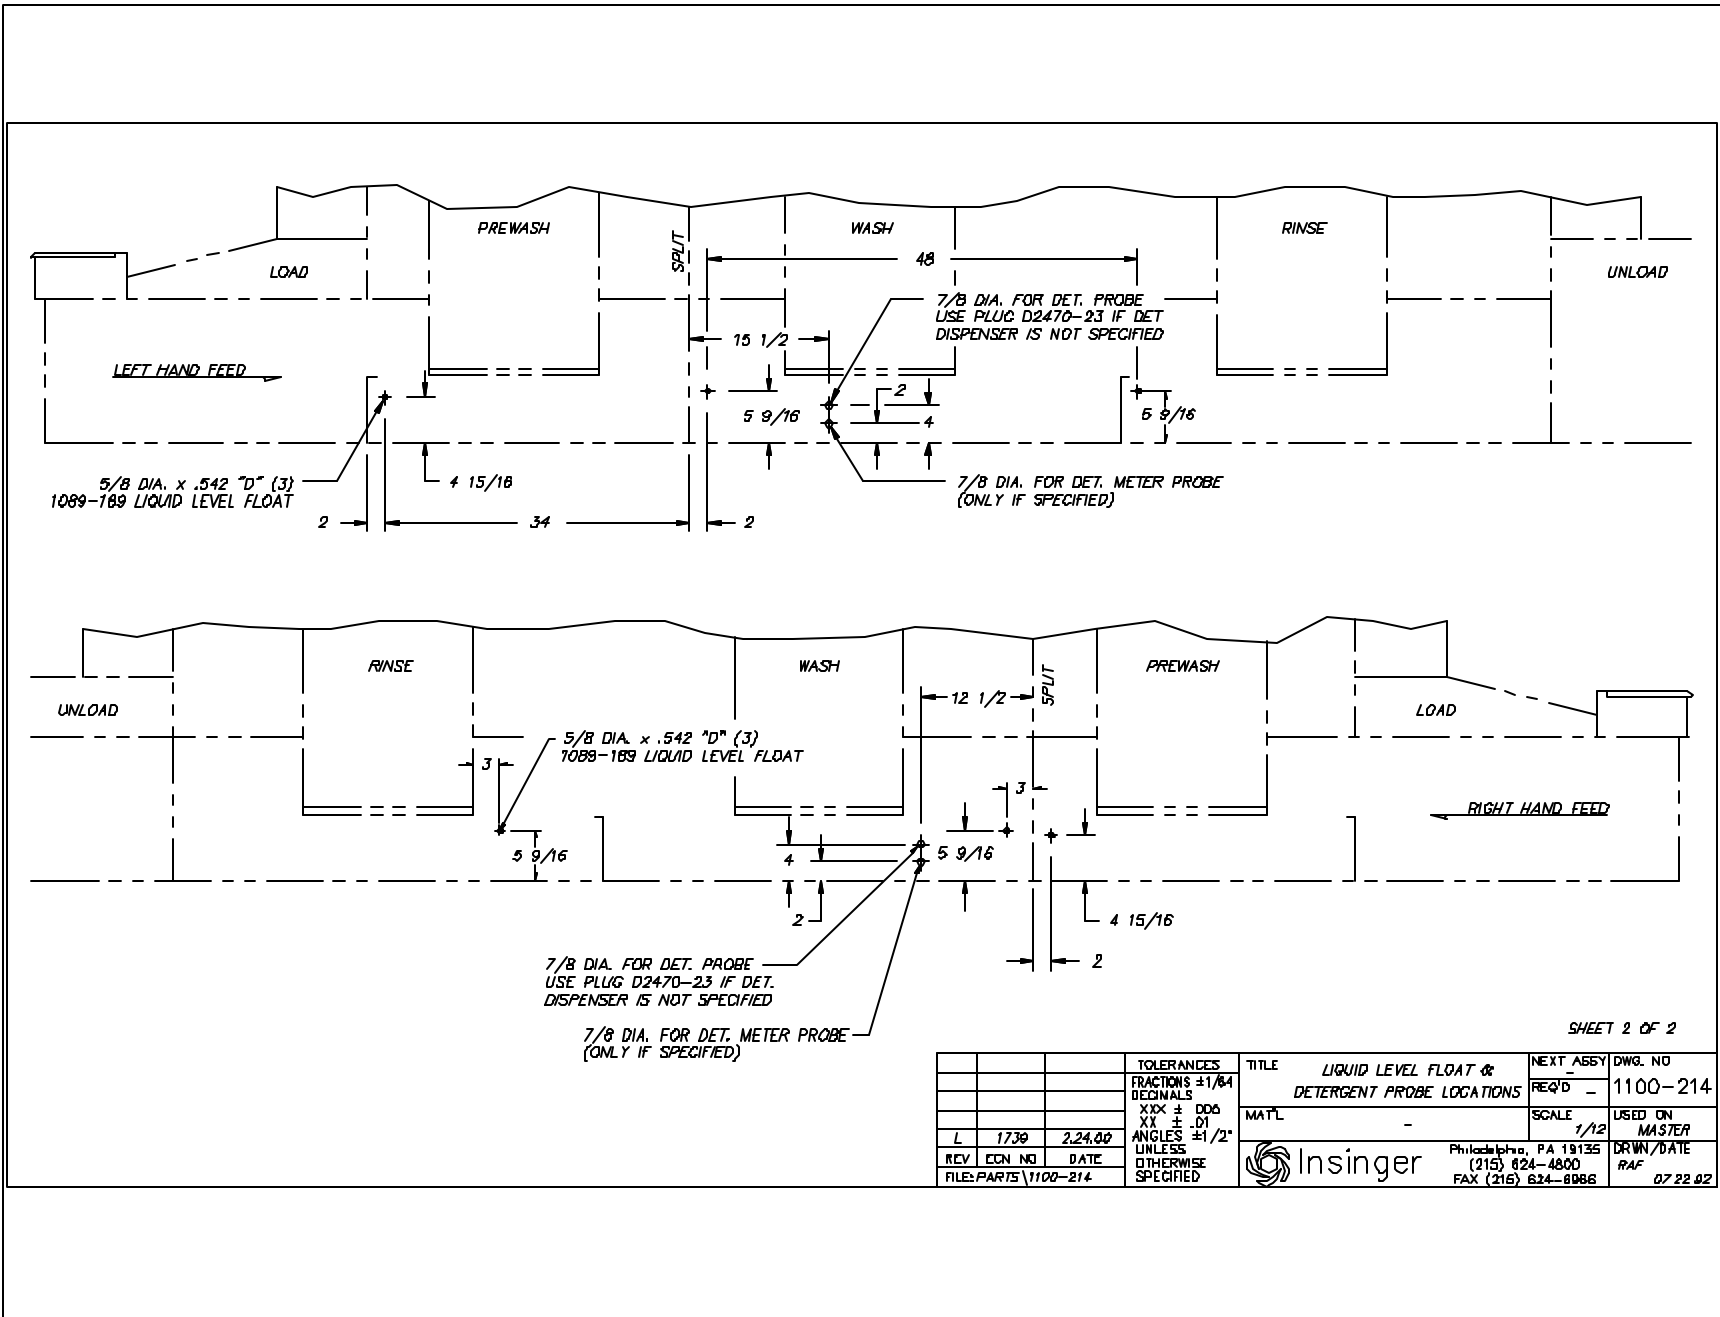 PREWASH
WASH
RINSE
SPLIT
LOAD
48
UNLOAD
7/8 DIA. FOR DET. PROBE
USE PLUG D2470-23 IF DET
DISPENSER IS NOT SPECIFIED
15 1/2
LEFT HAND FEED
2
5 9/16
4
5 9/16
5/8 DIA. x .542 "D" (3)
1089-189 LIQUID LEVEL FLOAT
4 15/16
7/8 DIA. FOR DET. METER PROBE
(ONLY IF SPECIFIED)
2
34
2
RINSE
WASH
PREWASH
SPLIT
UNLOAD
12 1/2
LOAD
5/8 DIA. x .542 "D" (3)
1089-189 LIQUID LEVEL FLOAT
3
3
RIGHT HAND FEED
5 9/16
4
5 9/16
2
4 15/16
2
7/8 DIA. FOR DET. PROBE
USE PLUG D2470-23 IF DET.
DISPENSER IS NOT SPECIFIED
7/8 DIA. FOR DET. METER PROBE
(ONLY IF SPECIFIED)
SHEET 2 OF 2
L 1739 2.24.00
REV ECN NO DATE
FILE:PARTS\1100-214
TOLERANCES
FRACTIONS ±1/64
DECIMALS
XXX ± .005
XX ± .01
ANGLES ±1/2°
UNLESS
OTHERWISE
SPECIFIED
TITLE
LIQUID LEVEL FLOAT &
DETERGENT PROBE LOCATIONS
MAT'L
-
NEXT ASSY
-
REQ'D -
DWG. NO
1100-214
SCALE
1/12
USED ON
MASTER
Insinger
Philadelphia, PA 19135
(215) 624-4800
FAX (215) 624-6966
DRWN/DATE
RAF
07 22 92